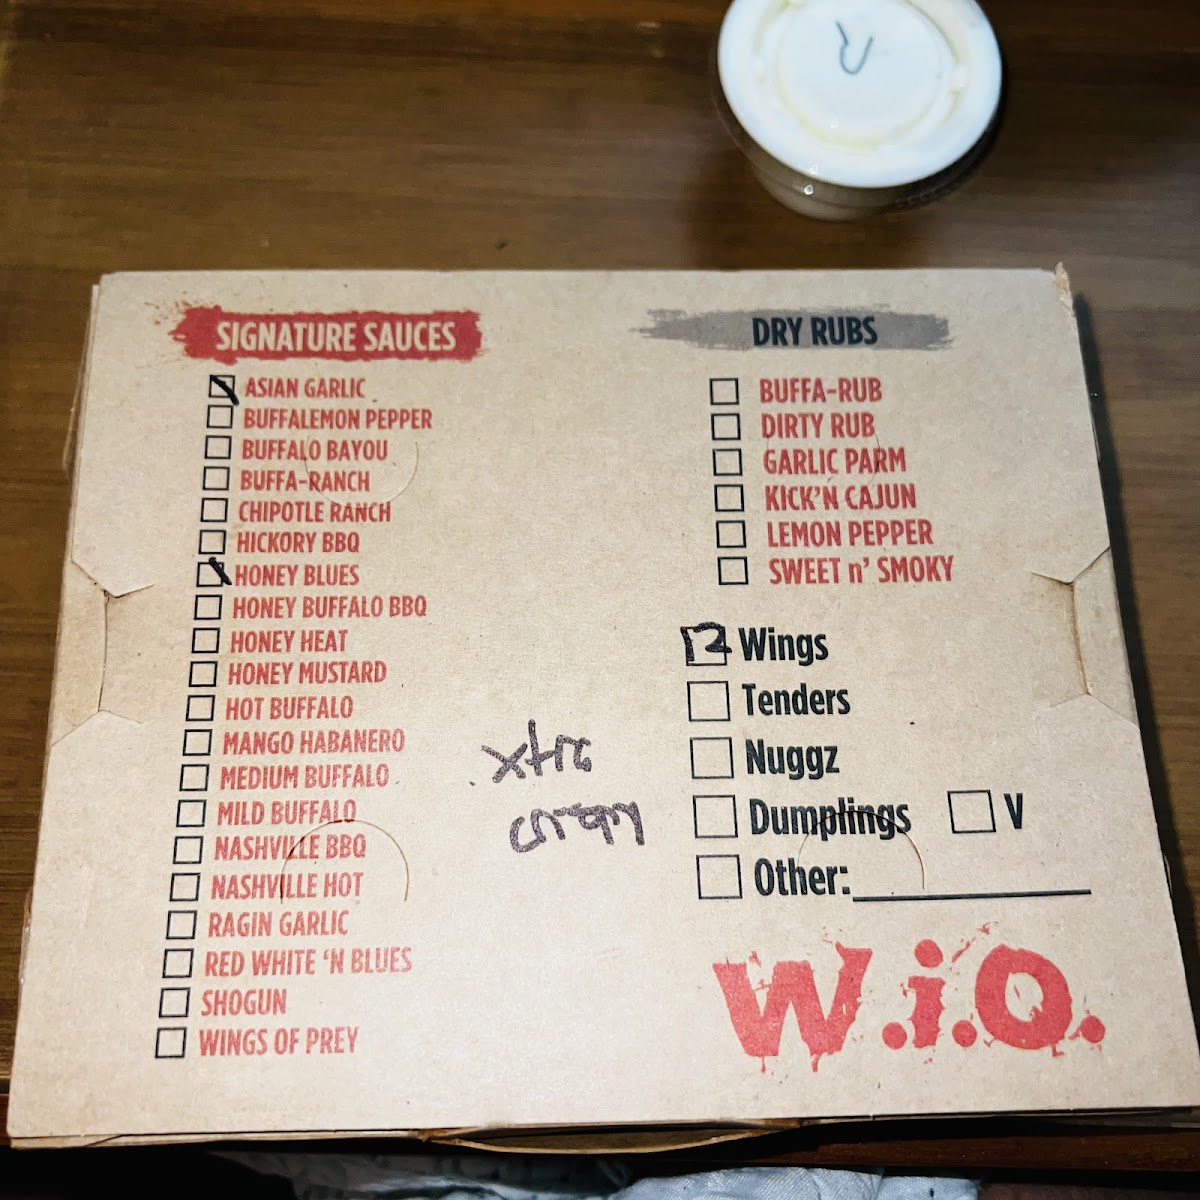 R
SIGNATURE SAUCES
ASIAN GARLIC
BUFFALEMON PEPPER
BUFFALO BAYOU
BUFFA-RANCH
CHIPOTLE RANCH
HICKORY BBQ
HONEY BLUES
HONEY BUFFALO BBQ
HONEY HEAT
HONEY MUSTARD
HOT BUFFALO
MANGO HABANERO
MEDIUM BUFFALO
MILD BUFFALO
NASHVILLE BBQ
NASHVILLE HOT
RAGIN GARLIC
RED WHITE 'N BLUES
SHOGUN
WINGS OF PREY
xtra
crispy
DRY RUBS
BUFFA-RUB
DIRTY RUB
GARLIC PARM
KICK'N CAJUN
LEMON PEPPER
SWEET n' SMOKY
12 Wings
Tenders
Nuggz
Dumplings V
Other:
W.i.O.